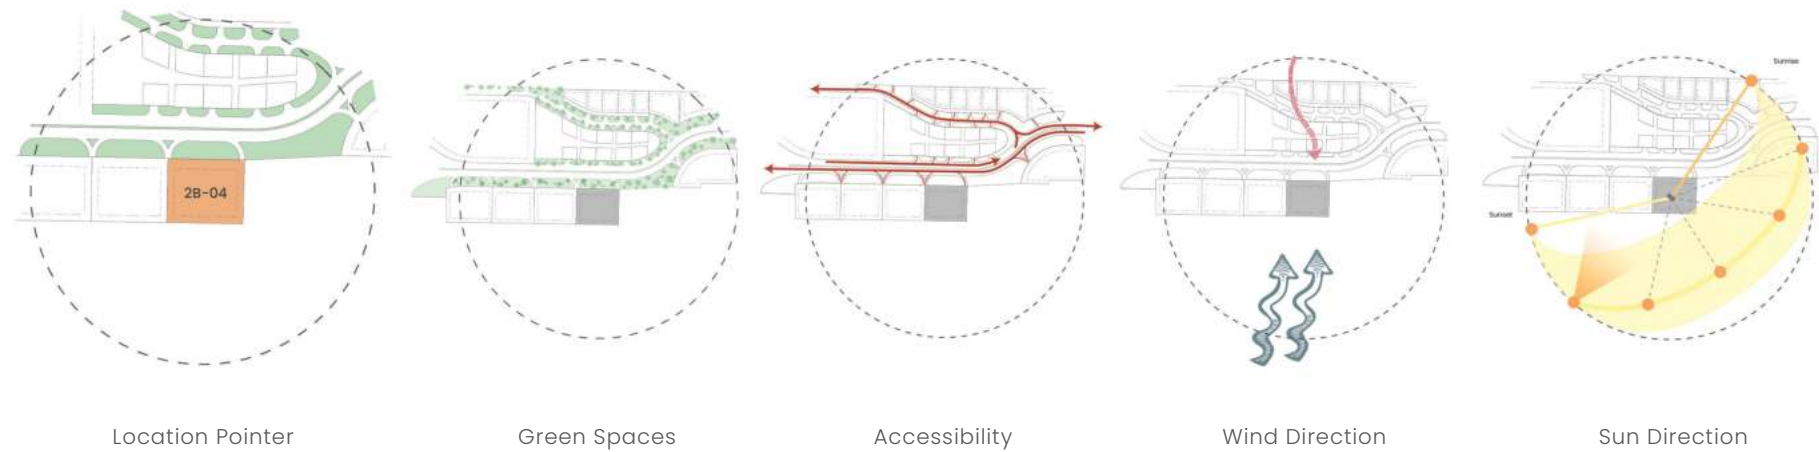 Sunrise
2B-04
Sunset
Location Pointer
Green Spaces
Accessibility
Wind Direction
Sun Direction